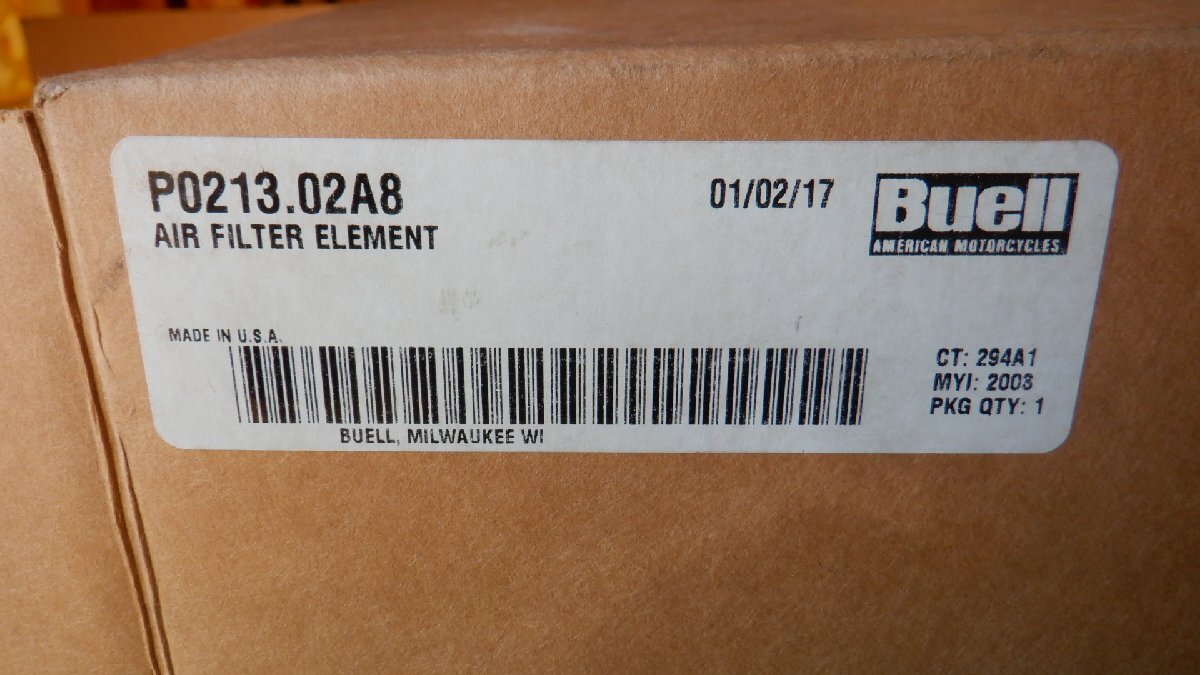 P0213.02A8
AIR FILTER ELEMENT
01/02/17
Buell
AMERICAN MOTORCYCLES
MADE IN U.S.A.
CT: 294A1
MYI: 2003
PKG QTY: 1
BUELL, MILWAUKEE WI